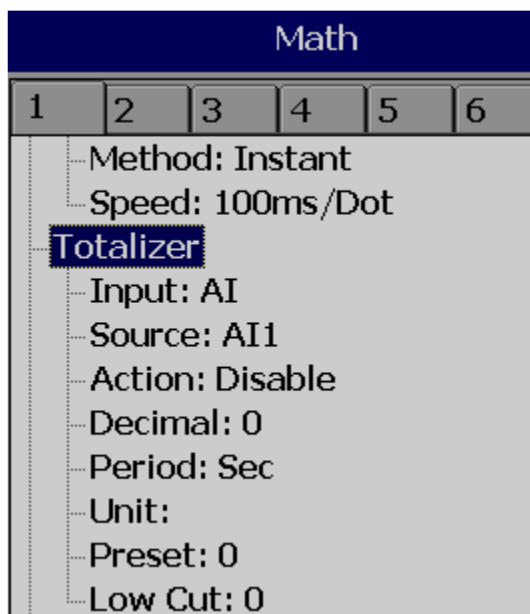 Math
1 2 3 4 5 6
Method: Instant
Speed: 100ms/Dot
Totalizer
Input: AI
Source: AI1
Action: Disable
Decimal: 0
Period: Sec
Unit:
Preset: 0
Low Cut: 0